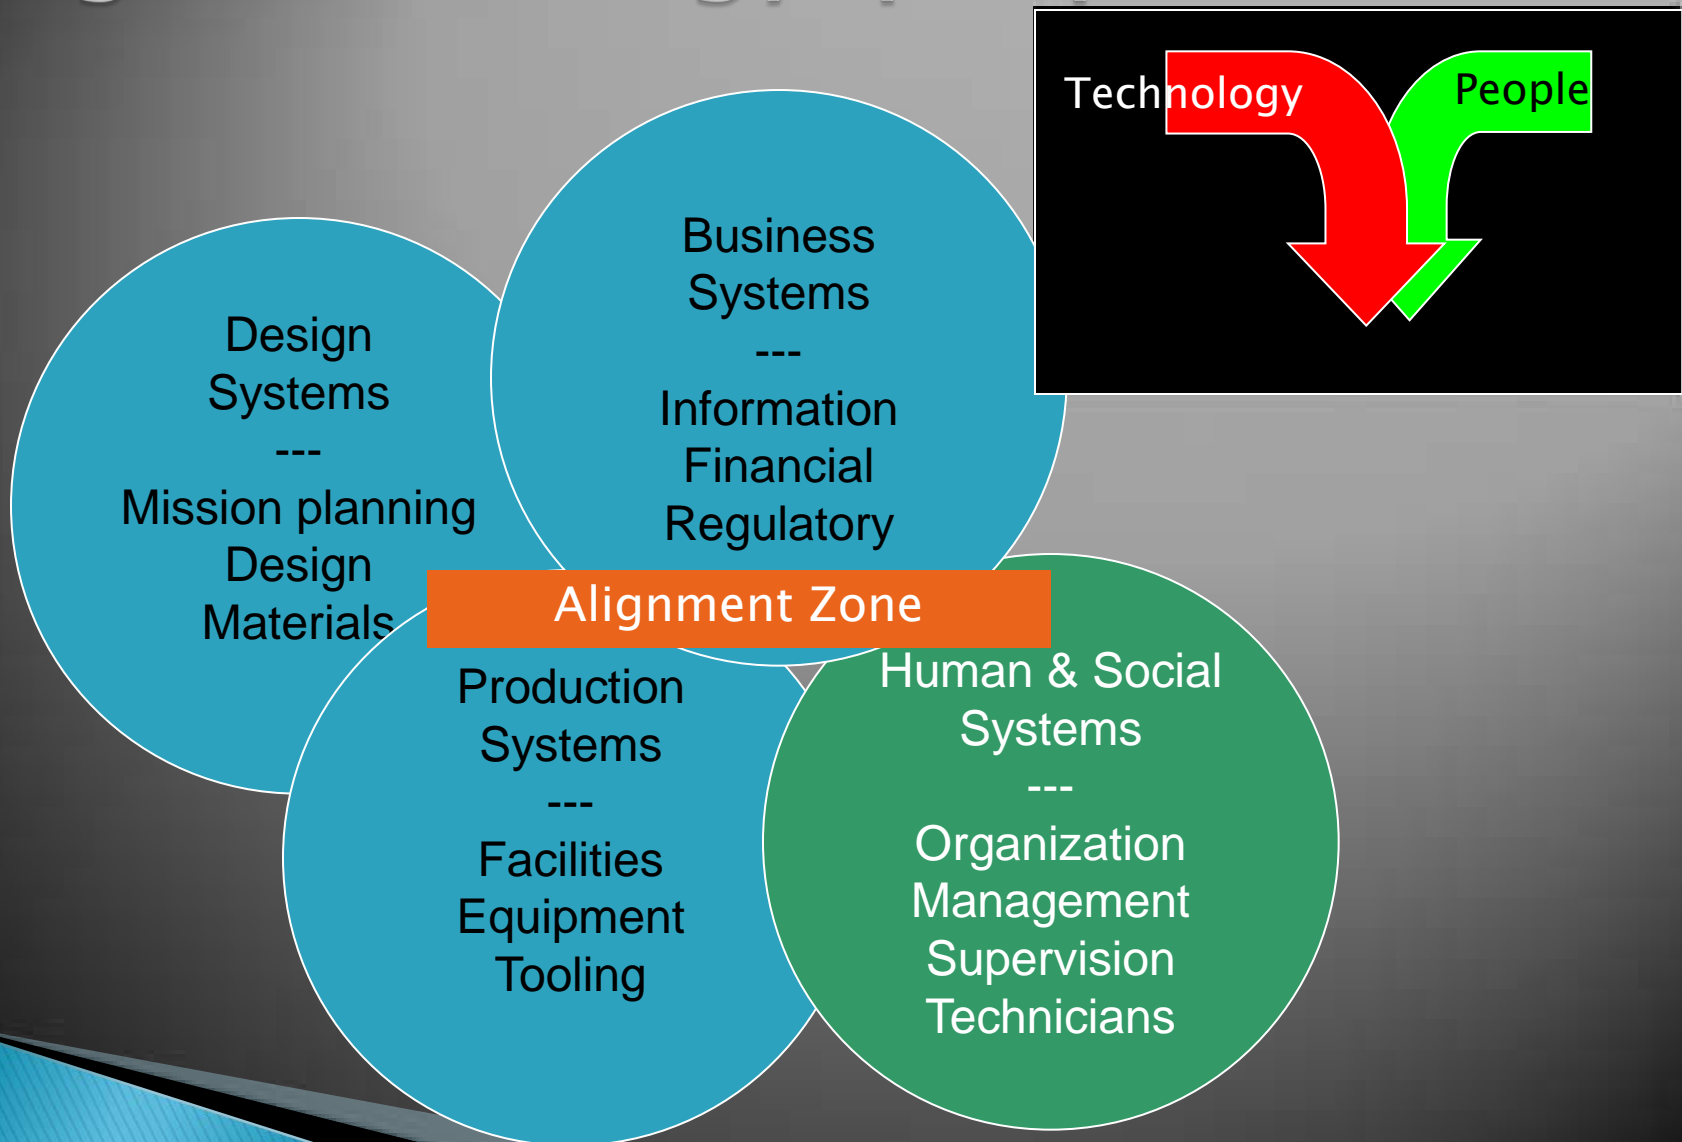 Technology
People
Business
Systems
---
Information
Financial
Regulatory
Design
Systems
---
Mission planning
Design
Materials
Alignment Zone
Production
Systems
---
Facilities
Equipment
Tooling
Human & Social
Systems
---
Organization
Management
Supervision
Technicians